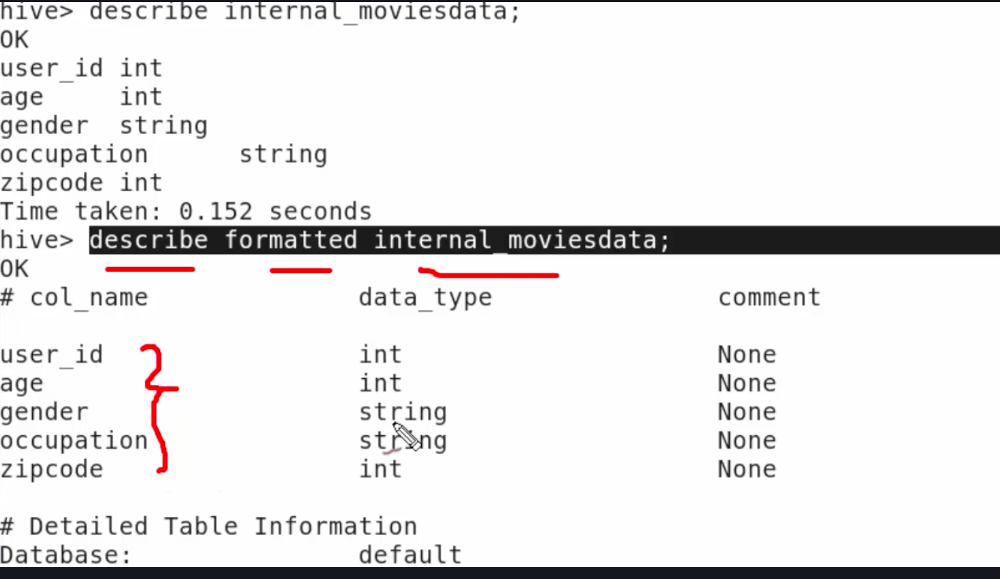 hive> describe internal_moviesdata;
OK
user_id int
age int
gender string
occupation string
zipcode int
Time taken: 0.152 seconds
hive> describe formatted internal_moviesdata;
OK
# col_name data_type comment
user_id int None
age int None
gender string None
occupation string None
zipcode int None
# Detailed Table Information
Database: default